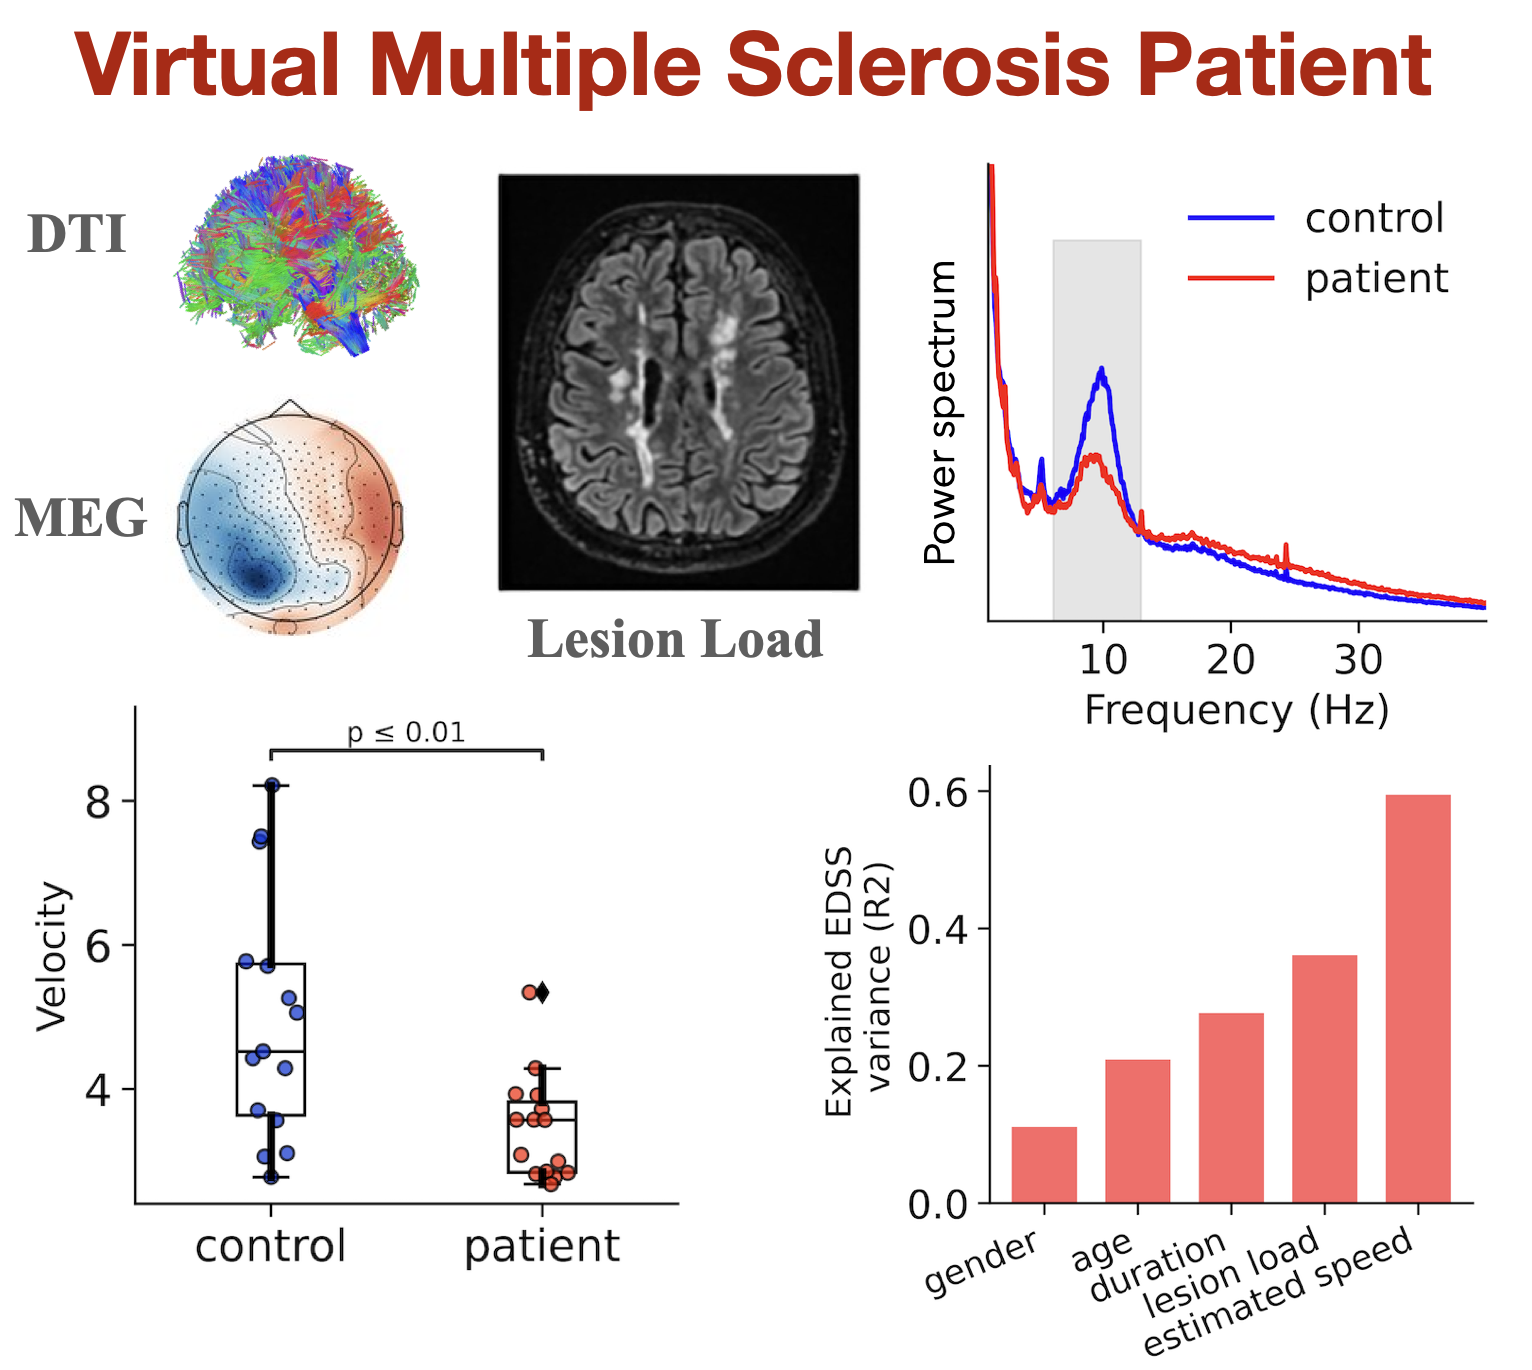 Virtual Multiple Sclerosis Patient
DTI
MEG
Lesion Load
Power spectrum
control
patient
10 20 30
Frequency (Hz)
p ≤ 0.01
Velocity
8
6
4
control patient
Explained EDSS
variance (R2)
0.6
0.4
0.2
0.0
gender
age
duration
lesion load
estimated speed